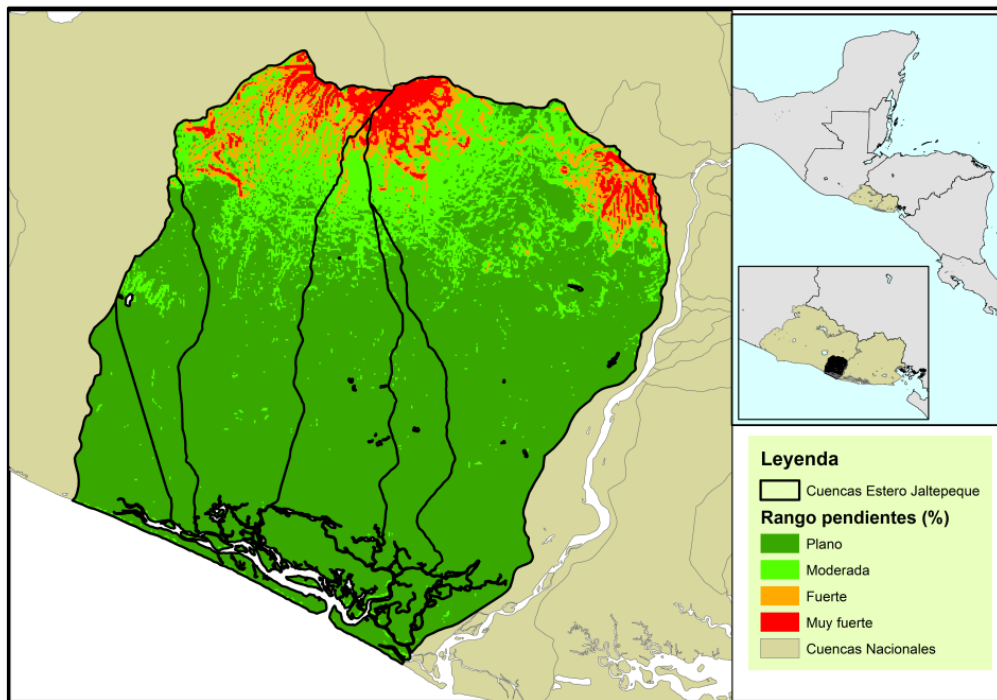 Leyenda
Cuencas Estero Jaltepeque
Rango pendientes (%)
Plano
Moderada
Fuerte
Muy fuerte
Cuencas Nacionales